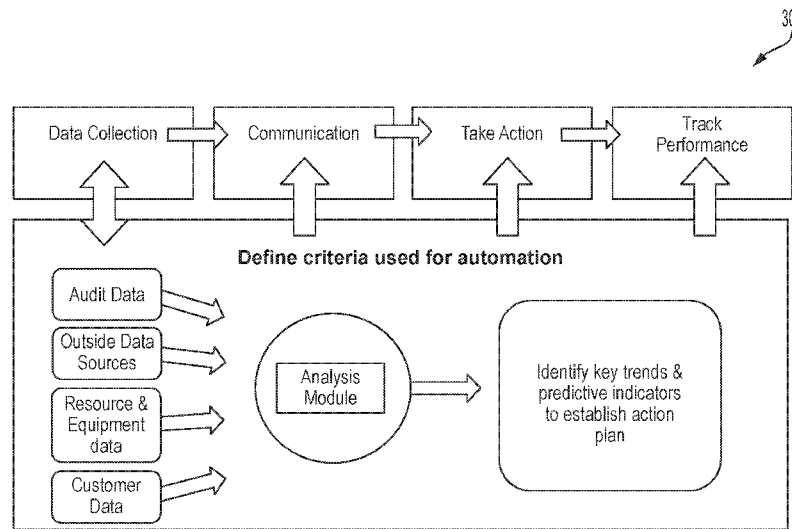 30
Data Collection
Communication
Take Action
Track
Performance
Define criteria used for automation
Audit Data
Outside Data
Sources
Resource &
Equipment
data
Customer
Data
Analysis
Module
Identify key trends &
predictive indicators
to establish action
plan